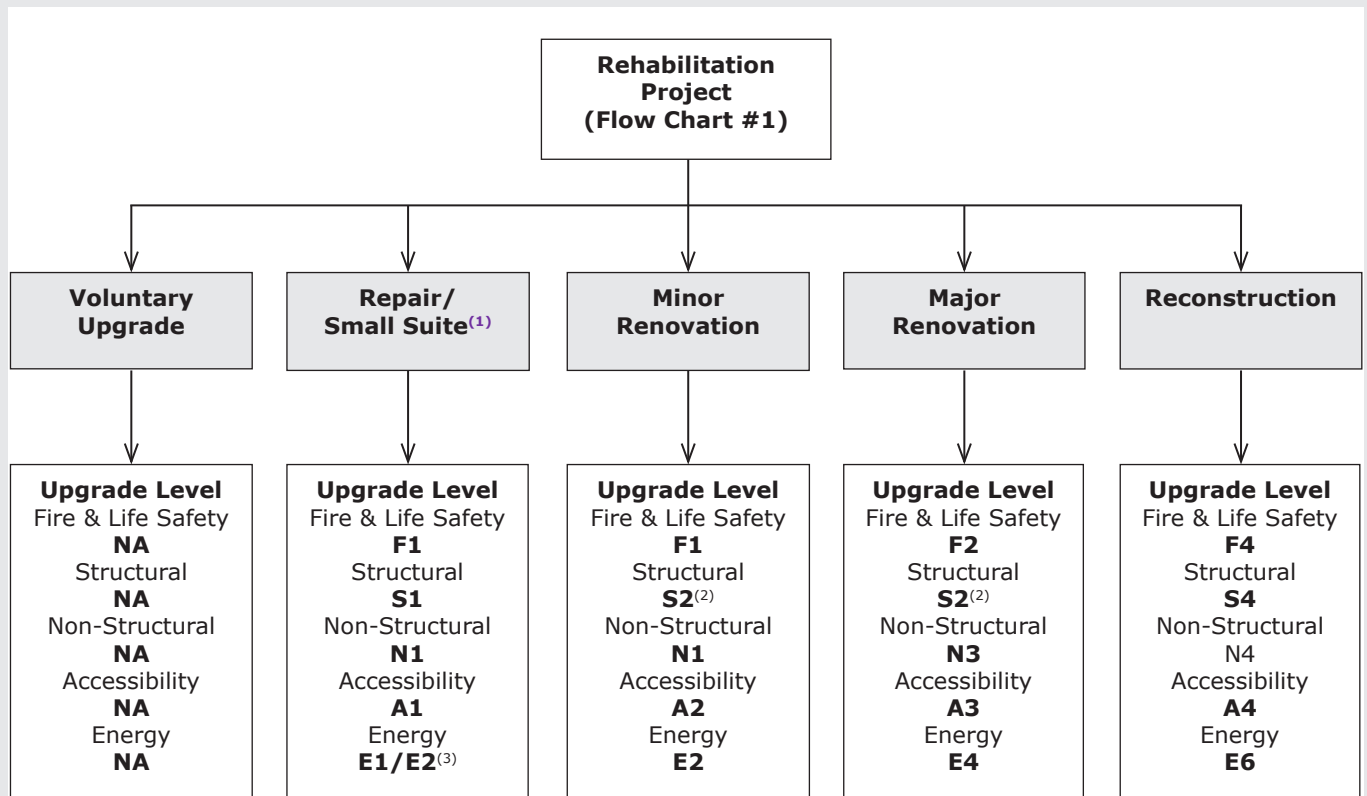 Rehabilitation
Project
(Flow Chart #1)
Voluntary
Upgrade
Repair/
Small Suite(1)
Minor
Renovation
Major
Renovation
Reconstruction
Upgrade Level
Fire & Life Safety
NA
Structural
NA
Non-Structural
NA
Accessibility
NA
Energy
NA
Upgrade Level
Fire & Life Safety
F1
Structural
S1
Non-Structural
N1
Accessibility
A1
Energy
E1/E2(3)
Upgrade Level
Fire & Life Safety
F1
Structural
S2(2)
Non-Structural
N1
Accessibility
A2
Energy
E2
Upgrade Level
Fire & Life Safety
F2
Structural
S2(2)
Non-Structural
N3
Accessibility
A3
Energy
E4
Upgrade Level
Fire & Life Safety
F4
Structural
S4
Non-Structural
N4
Accessibility
A4
Energy
E6